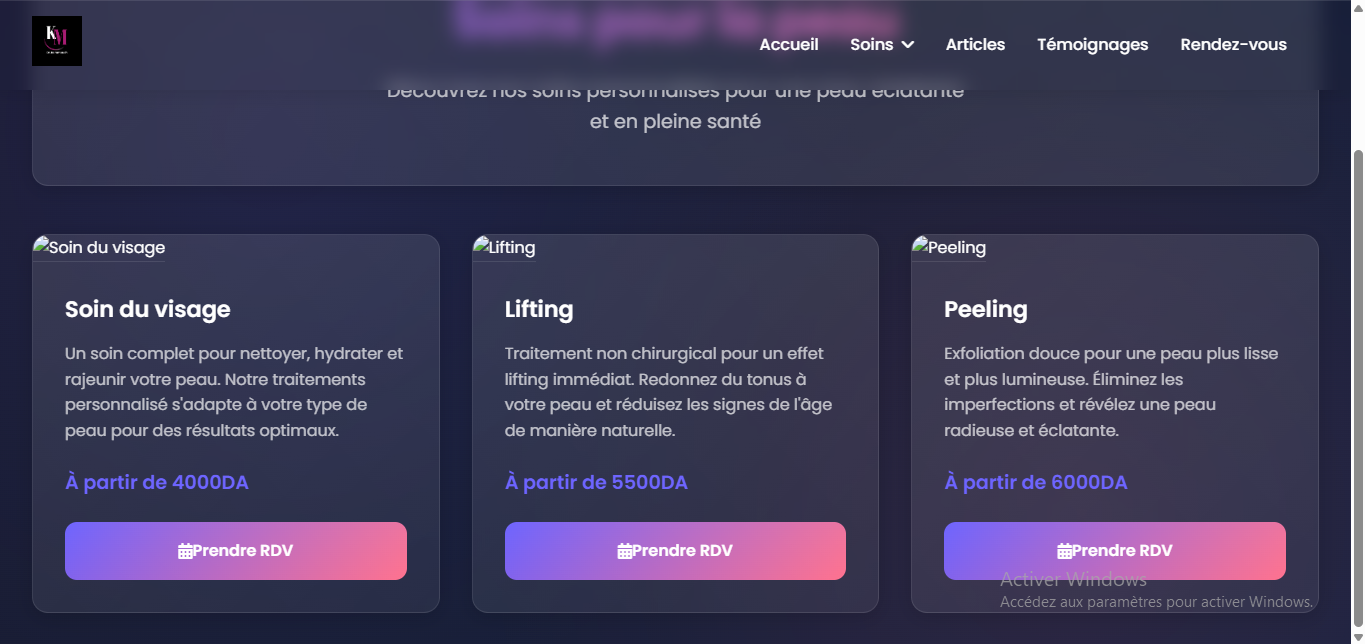 Soins pour la peau
KM
Accueil
Soins
Articles
Témoignages
Rendez-vous
Découvrez nos soins personnalisés pour une peau éclatante
et en pleine santé
Soin du visage
Soin du visage
Un soin complet pour nettoyer, hydrater et
rajeunir votre peau. Notre traitements
personnalisé s'adapte à votre type de
peau pour des résultats optimaux.
À partir de 4000DA
Prendre RDV
Lifting
Lifting
Traitement non chirurgical pour un effet
lifting immédiat. Redonnez du tonus à
votre peau et réduisez les signes de l'âge
de manière naturelle.
À partir de 5500DA
Prendre RDV
Peeling
Peeling
Exfoliation douce pour une peau plus lisse
et plus lumineuse. Éliminez les
imperfections et révélez une peau
radieuse et éclatante.
À partir de 6000DA
Prendre RDV
Activer Windows
Accédez aux paramètres pour activer Windows.